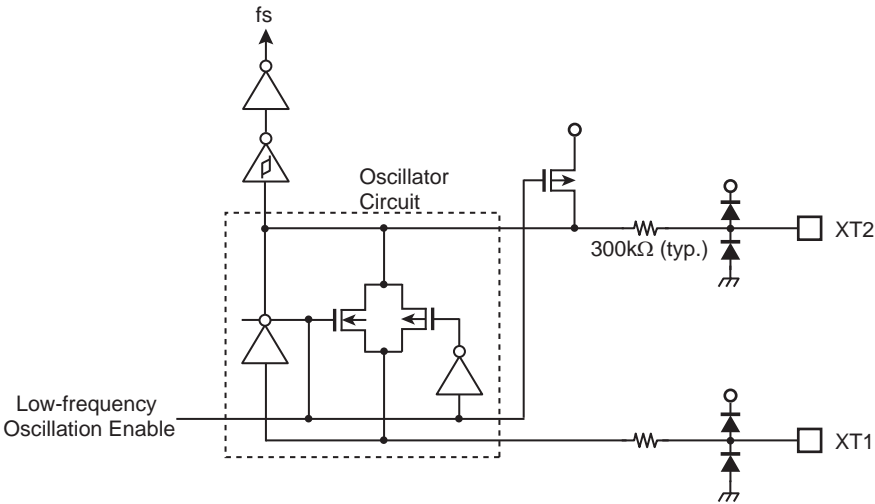 fs
Oscillator
Circuit
300kΩ (typ.)
XT2
Low-frequency
Oscillation Enable
XT1